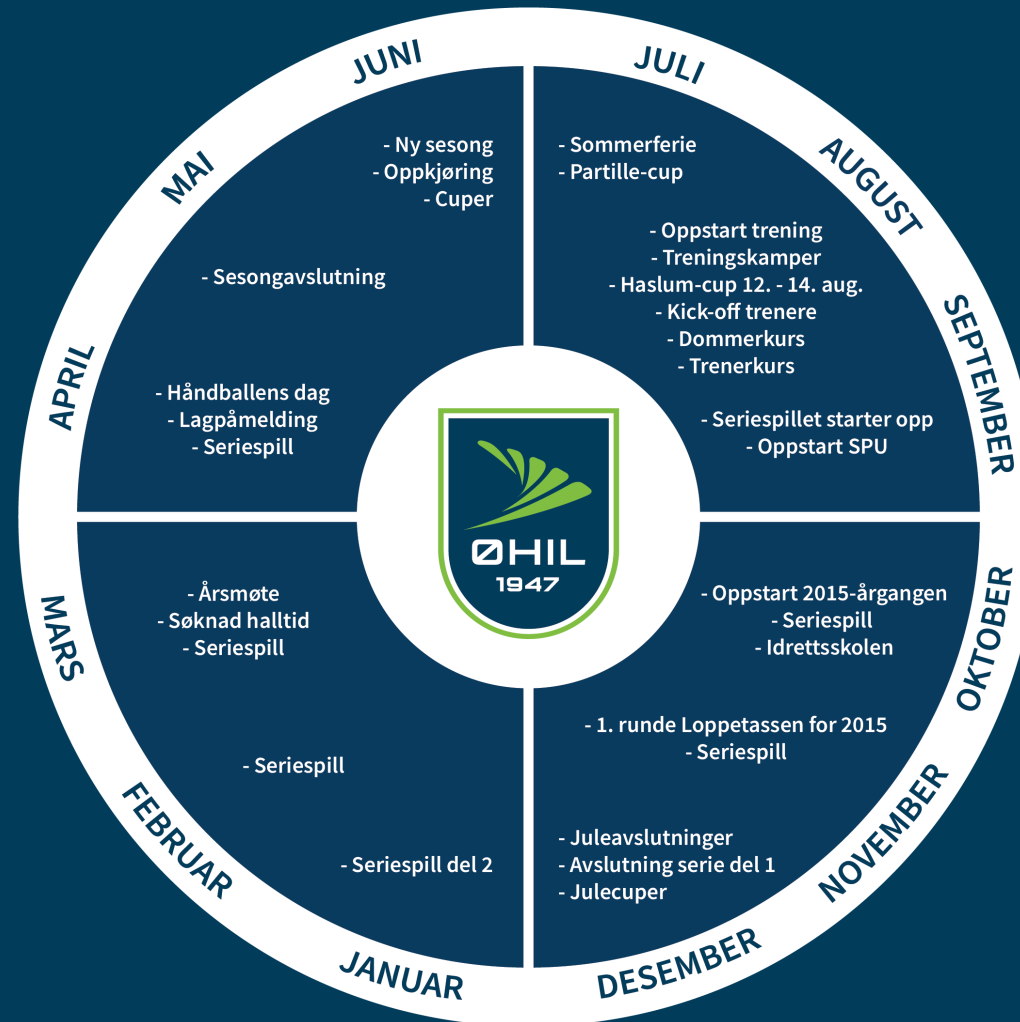 JUNI
- Ny sesong
- Oppkjøring
- Cuper
MAI
- Sesongavslutning
APRIL
- Håndballens dag
- Lagpåmelding
- Seriespill
JULI
- Sommerferie
- Partille-cup
AUGUST
- Oppstart trening
- Treningskamper
- Haslum-cup 12. - 14. aug.
- Kick-off trenere
- Dommerkurs
- Trenerkurs
SEPTEMBER
- Seriespillet starter opp
- Oppstart SPU
ØHIL
1947
MARS
- Årsmøte
- Søknad halltid
- Seriespill
FEBRUAR
- Seriespill
JANUAR
- Seriespill del 2
OKTOBER
- Oppstart 2015-årgangen
- Seriespill
- Idrettsskolen
NOVEMBER
- 1. runde Loppetassen for 2015
- Seriespill
DESEMBER
- Juleavslutninger
- Avslutning serie del 1
- Julecuper